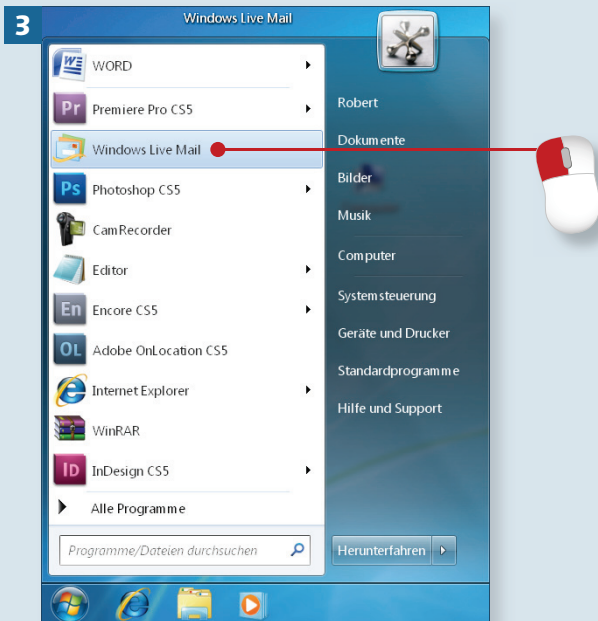 3
Windows Live Mail
WORD
Pr Premiere Pro CS5
Windows Live Mail
Ps Photoshop CS5
CamRecorder
Editor
En Encore CS5
OL Adobe OnLocation CS5
Internet Explorer
WinRAR
ID InDesign CS5
Alle Programme
Programme/Dateien durchsuchen
Robert
Dokumente
Bilder
Musik
Computer
Systemsteuerung
Geräte und Drucker
Standardprogramme
Hilfe und Support
Herunterfahren